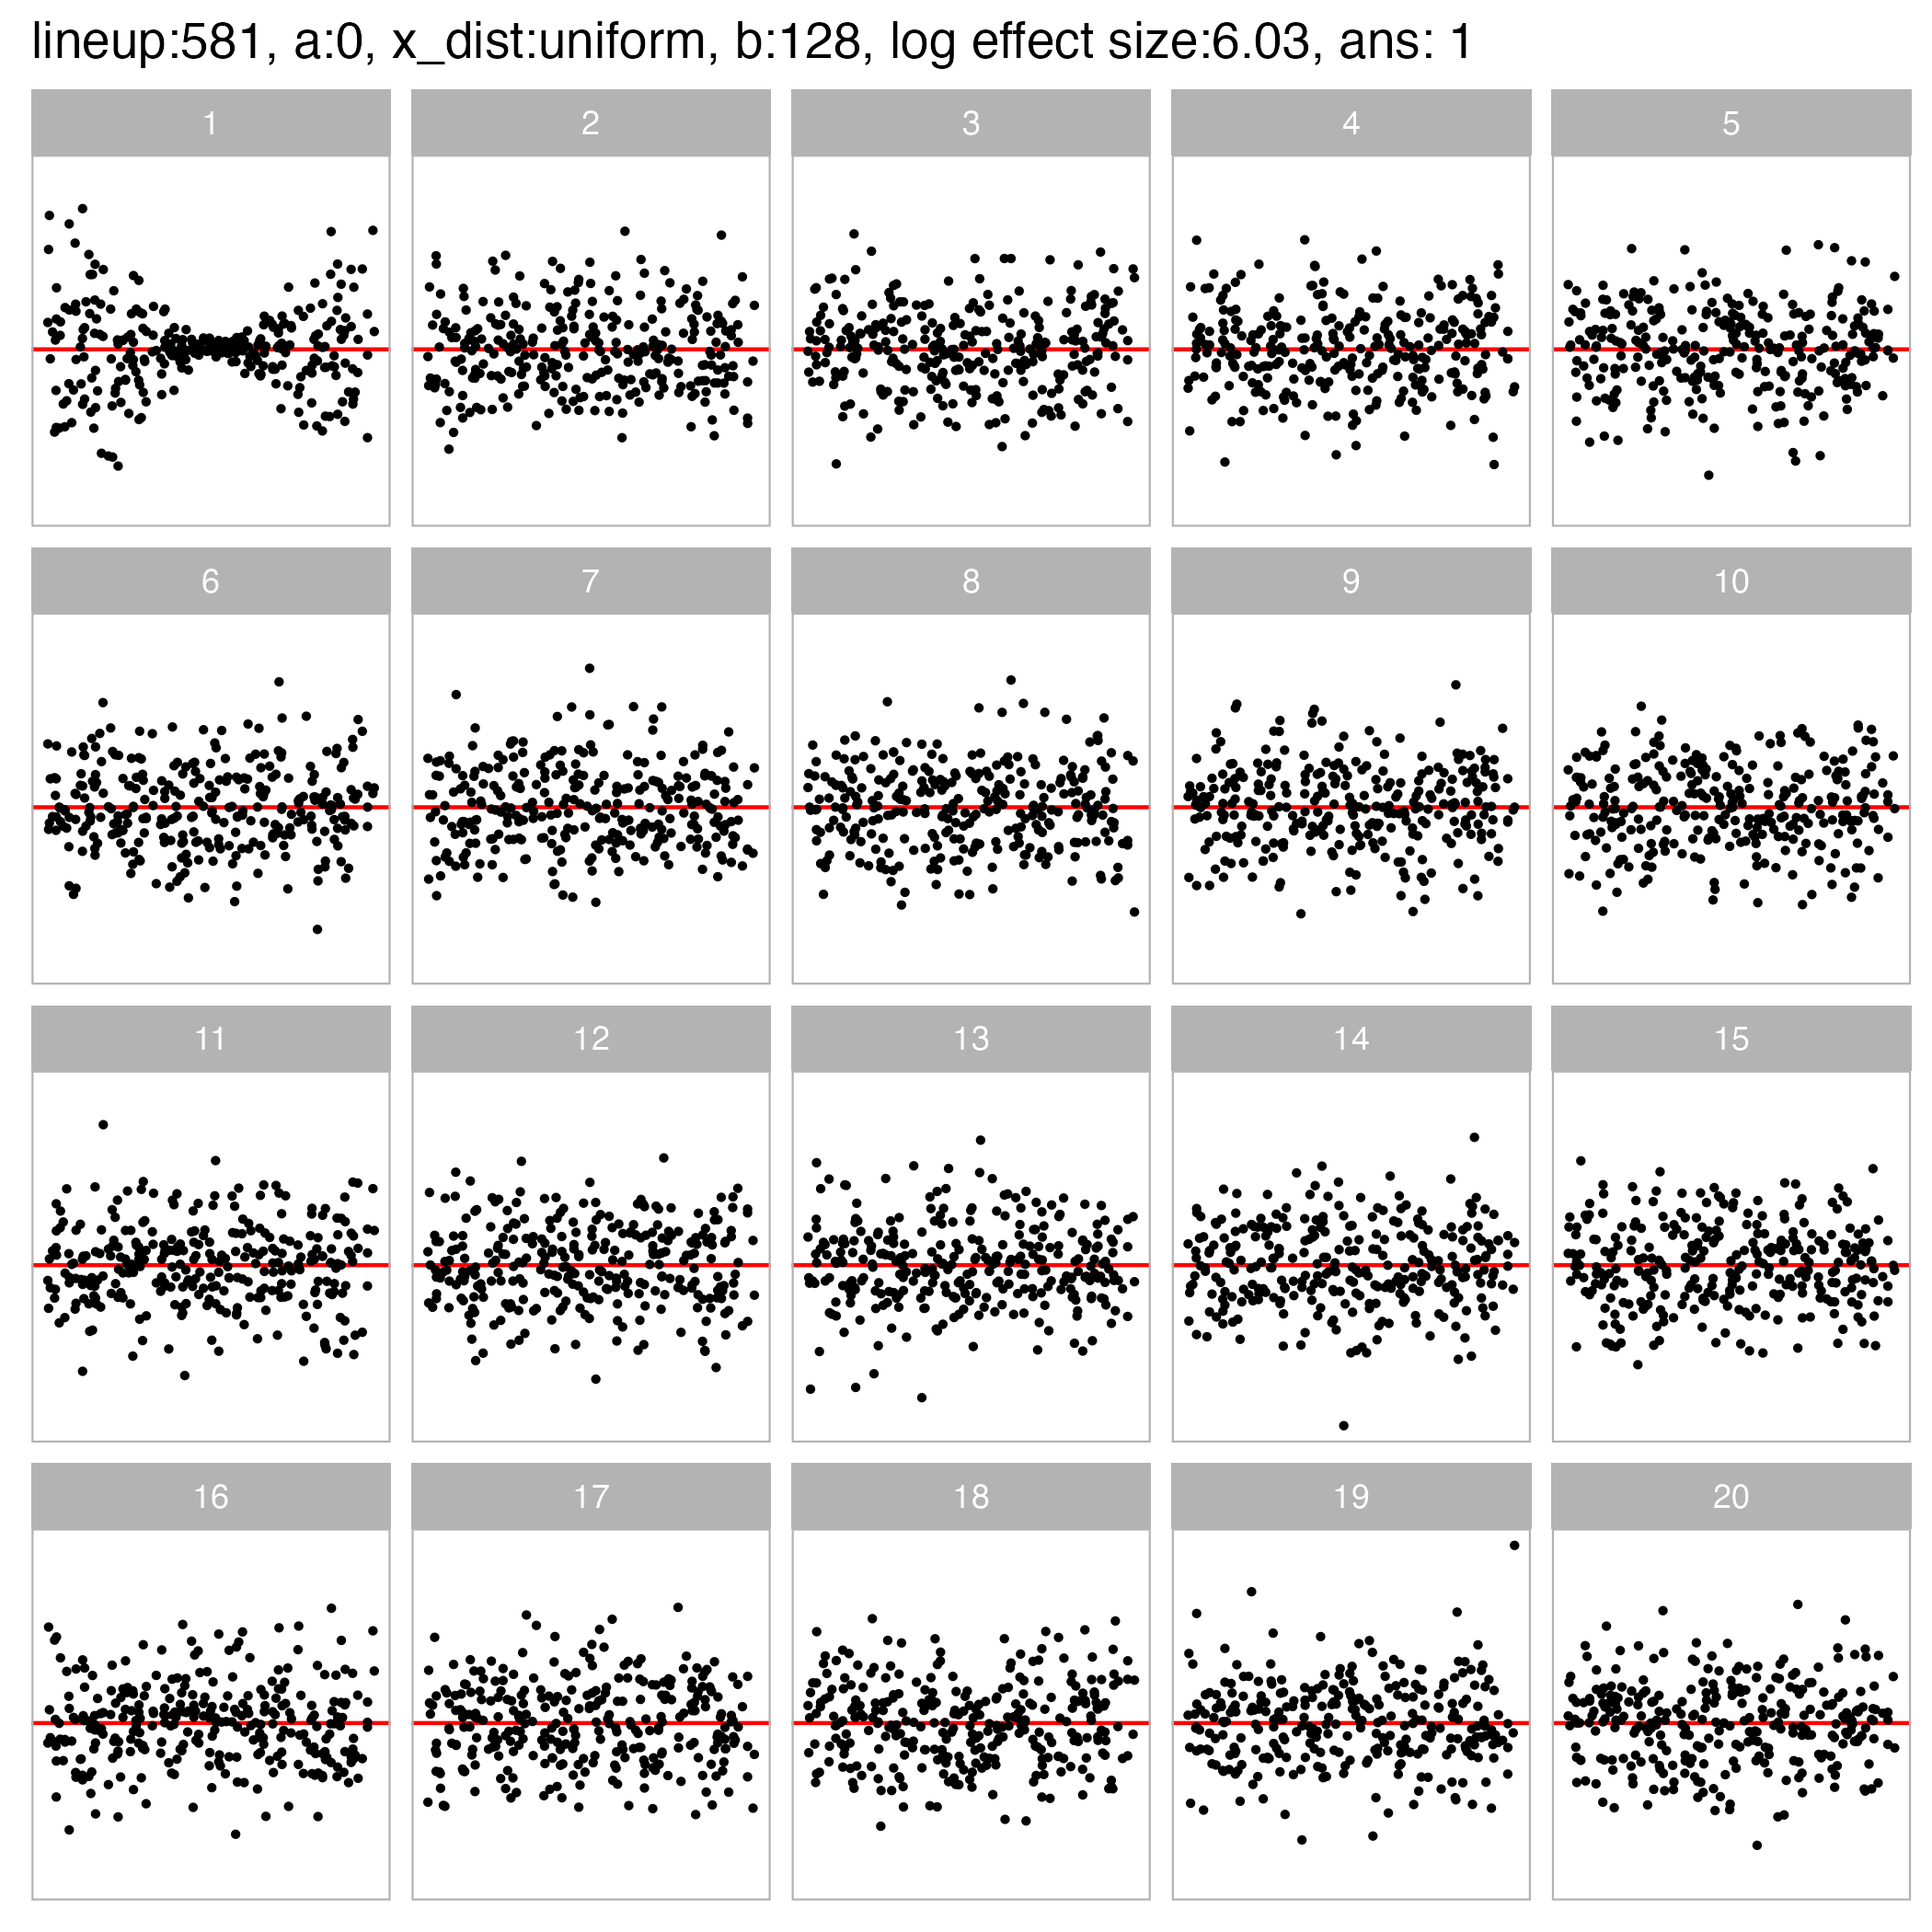 lineup:581, a:0, x_dist:uniform, b:128, log effect size:6.03, ans: 1
1 2 3 4 5
6 7 8 9 10
11 12 13 14 15
16 17 18 19 20